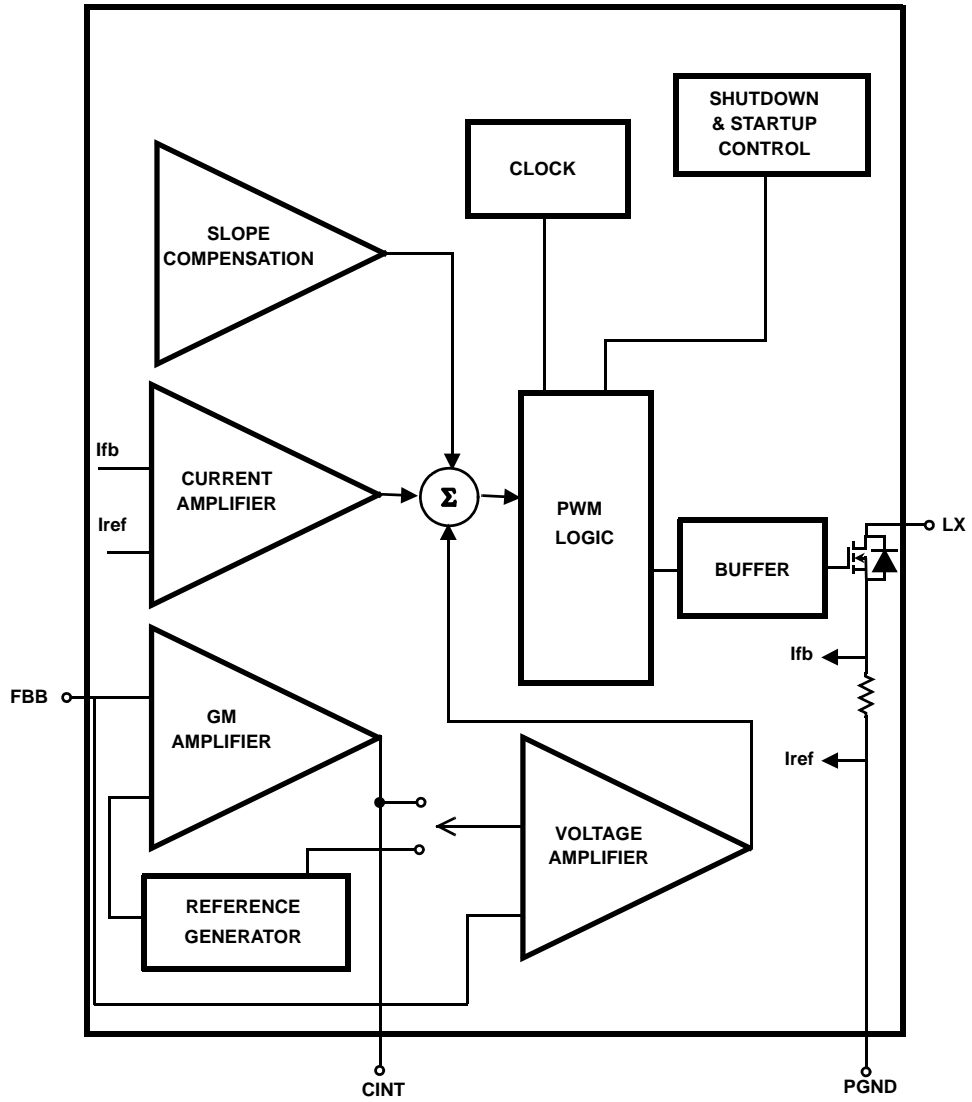 SHUTDOWN
& STARTUP
CONTROL
CLOCK
SLOPE
COMPENSATION
Ifb
Iref
CURRENT
AMPLIFIER
Σ
PWM
LOGIC
BUFFER
LX
Ifb
Iref
FBB
GM
AMPLIFIER
VOLTAGE
AMPLIFIER
REFERENCE
GENERATOR
CINT
PGND